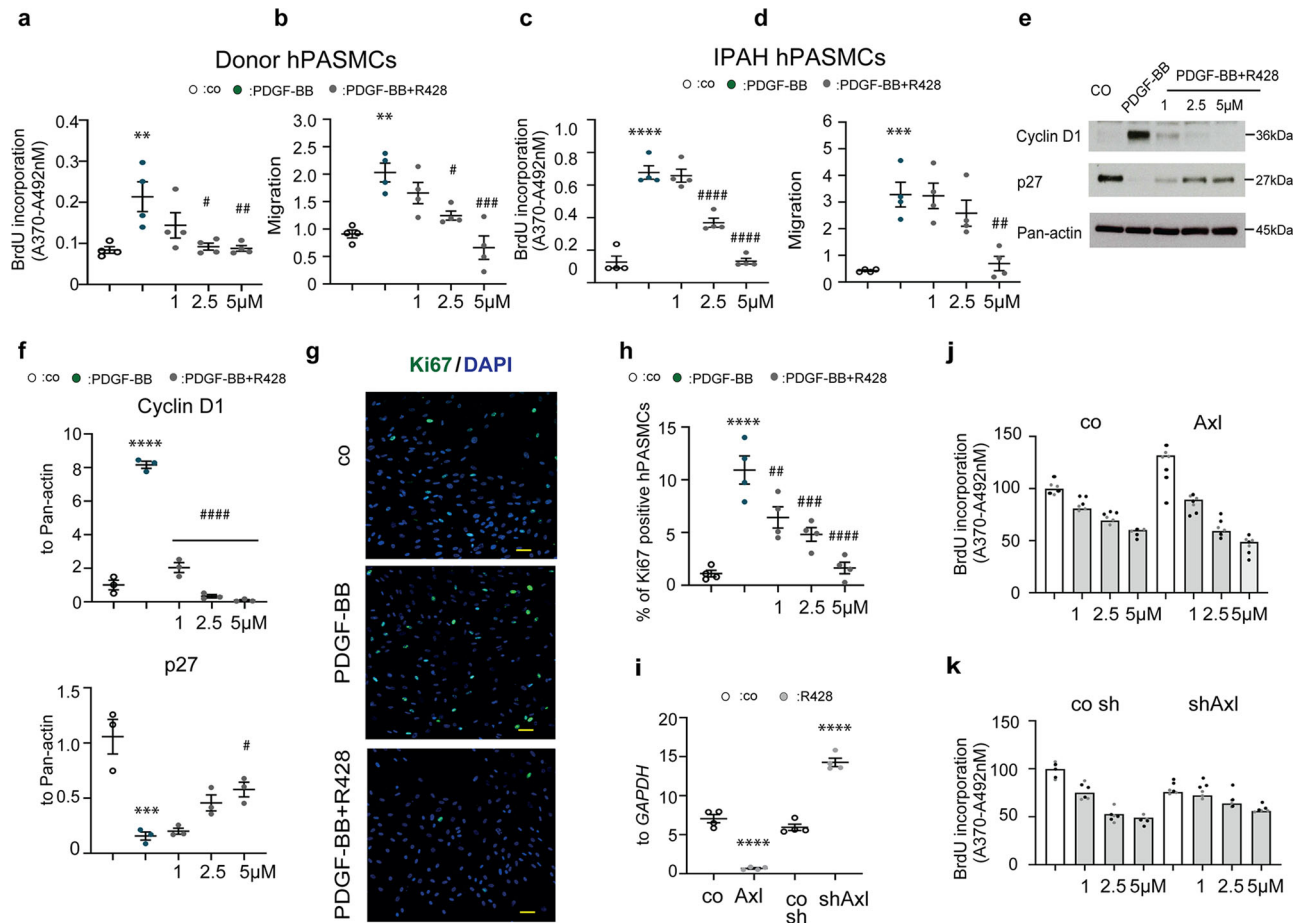 a
b
c
d
e
Donor hPASMCs
IPAH hPASMCs
:co :PDGF-BB :PDGF-BB+R428
:co :PDGF-BB :PDGF-BB+R428
BrdU incorporation
(A370-A492nM)
0.4
0.3
0.2
0.1
0
**
#
##
1 2.5 5µM
Migration
3.0
2.5
2.0
1.5
1.0
0.5
0
**
#
###
1 2.5 5µM
BrdU incorporation
(A370-A492nM)
1.0
0.8
0.6
0.4
0.2
0
****
####
####
1 2.5 5µM
Migration
6
5
4
3
2
1
0
***
##
1 2.5 5µM
CO PDGF-BB PDGF-BB+R428
1 2.5 5µM
Cyclin D1 36kDa
p27 27kDa
Pan-actin 45kDa
f
:co :PDGF-BB :PDGF-BB+R428
Cyclin D1
to Pan-actin
10
8
6
4
2
0
****
####
1 2.5 5µM
p27
to Pan-actin
1.5
1.0
0.5
0
***
#
1 2.5 5µM
g
Ki67/DAPI
co
PDGF-BB
PDGF-BB+R428
h
:co :PDGF-BB :PDGF-BB+R428
% of Ki67 positive hPASMCs
15
10
5
0
****
##
###
####
1 2.5 5µM
i
:co :R428
to GAPDH
20
15
10
5
0
****
****
co Axl co sh shAxl
j
co Axl
BrdU incorporation
(A370-A492nM)
150
100
50
0
1 2.5 5µM 1 2.5 5µM
k
co sh shAxl
BrdU incorporation
(A370-A492nM)
150
100
50
0
1 2.5 5µM 1 2.5 5µM